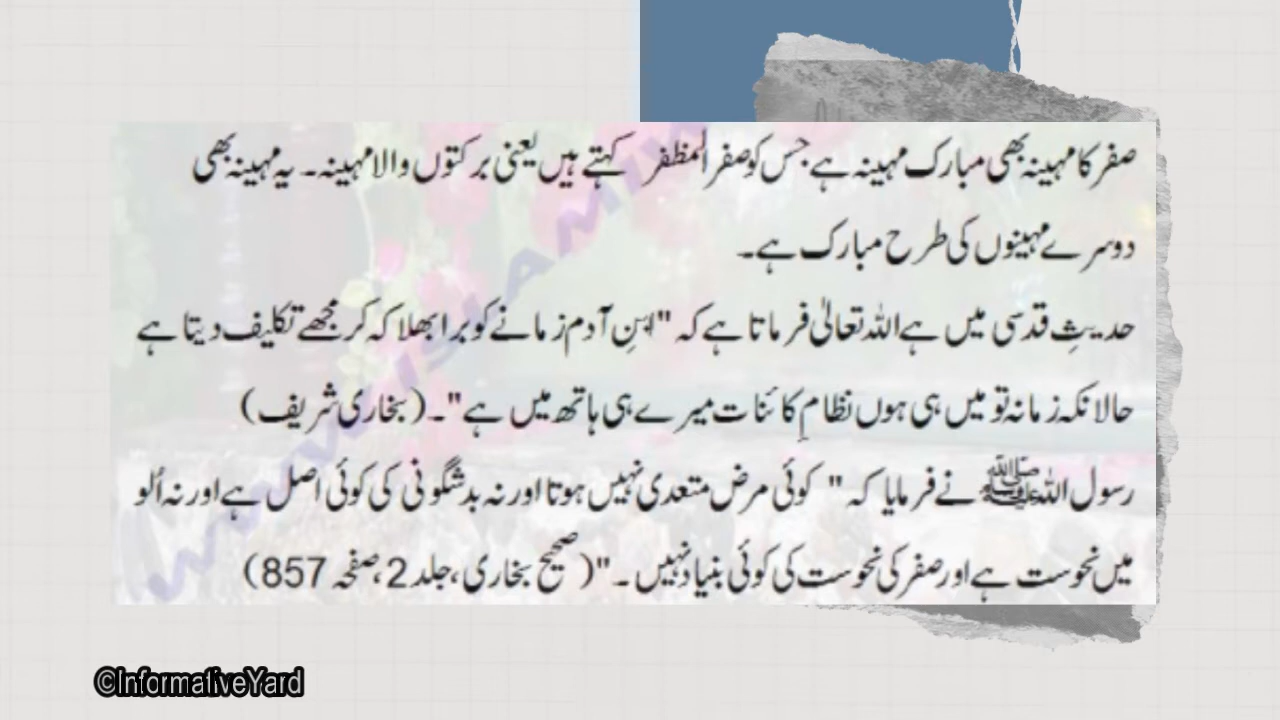 صفر کا مہینہ بھی مبارک مہینہ ہے جس کو صفر المظفر کہتے ہیں یعنی برکتوں والا مہینہ۔ یہ مہینہ بھی
دوسرے مہینوں کی طرح مبارک ہے۔
حدیثِ قدسی میں ہے اللہ تعالیٰ فرماتا ہے کہ "ابنِ آدم زمانے کو برا بھلا کہ کر مجھے تکلیف دیتا ہے
حالانکہ زمانہ تو میں ہی ہوں نظامِ کائنات میرے ہی ہاتھ میں ہے"۔ (بخاری شریف)
رسول اللہ ﷺ نے فرمایا کہ " کوئی مرض متعدی نہیں ہوتا اور نہ بدشگونی کی کوئی اصل ہے اور نہ اُلو
میں نحوست ہے اور صفر کی نحوست کی کوئی بنیاد نہیں۔" (صحیح بخاری، جلد 2، صفحہ 857)
©InformativeYard